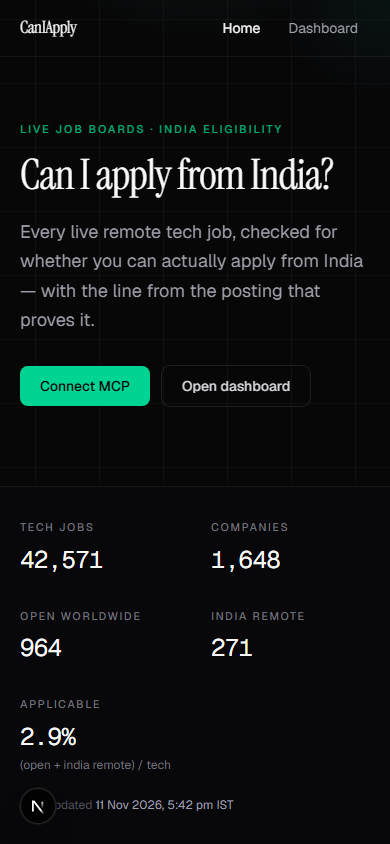 CanIApply
Home
Dashboard
LIVE JOB BOARDS · INDIA ELIGIBILITY
Can I apply from India?
Every live remote tech job, checked for
whether you can actually apply from India
— with the line from the posting that
proves it.
Connect MCP
Open dashboard
TECH JOBS
42,571
COMPANIES
1,648
OPEN WORLDWIDE
964
INDIA REMOTE
271
APPLICABLE
2.9%
(open + india remote) / tech
N
11 Nov 2026, 5:42 pm IST